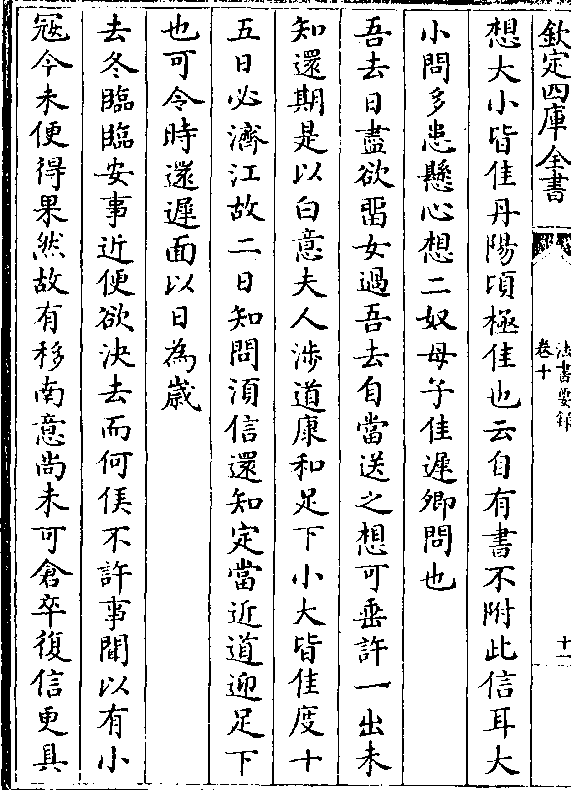 欽定四庫全書
法書要錄
卷十
十一
想大小皆佳丹陽頃極佳也云自有書不附此信耳大
小問多患懸心想二奴母子佳遲卿問也
吾去日盡欲留女過吾去自當送之想可垂許一出未
知還期是以白意夫人涉道康和足下小大皆佳度十
五日必濟江故二日知問須信還知定當近道迎足下
也可令時還遲面以日為歲
去冬臨臨安事近便欲決去而何侯不許事聞以有小
冦今未便得果然故有移南意尚未可倉卒復信更具